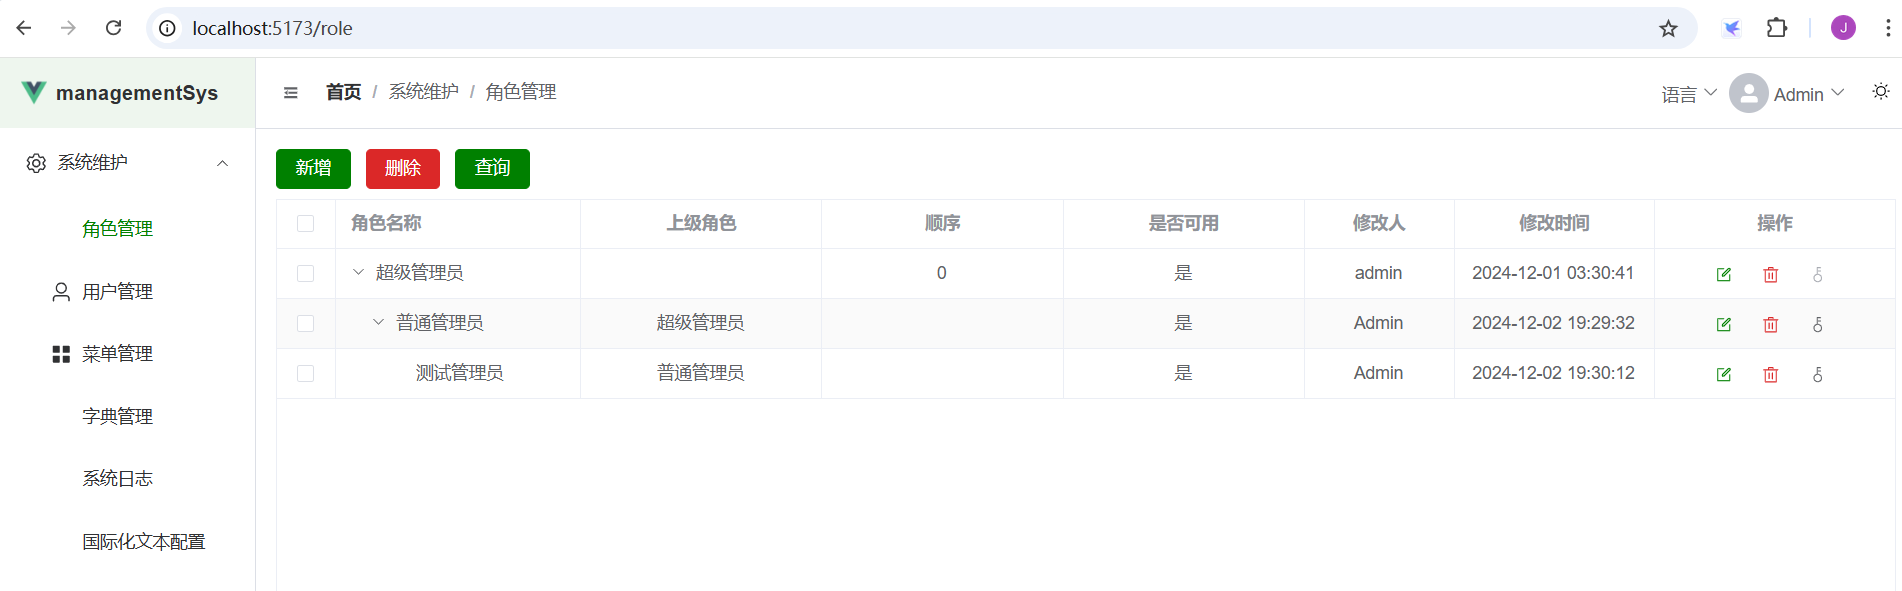 localhost:5173/role
J
managementSys
首页 / 系统维护 / 角色管理
语言
Admin
系统维护
角色管理
用户管理
菜单管理
字典管理
系统日志
国际化文本配置
新增 删除 查询
角色名称 上级角色 顺序 是否可用 修改人 修改时间 操作
超级管理员 0 是 admin 2024-12-01 03:30:41
普通管理员 超级管理员 是 Admin 2024-12-02 19:29:32
测试管理员 普通管理员 是 Admin 2024-12-02 19:30:12